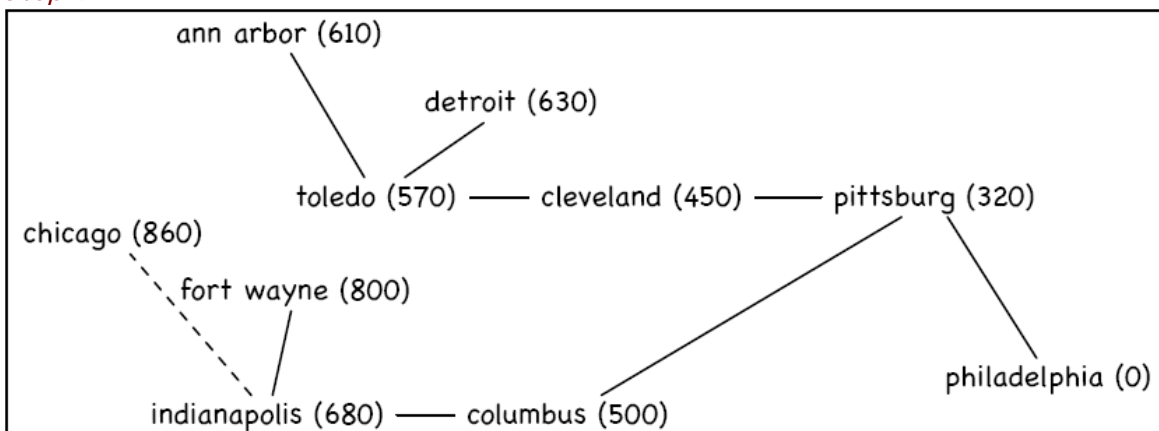 ann arbor (610)
detroit (630)
toledo (570) cleveland (450) pittsburg (320)
chicago (860)
fort wayne (800)
philadelphia (0)
indianapolis (680) columbus (500)